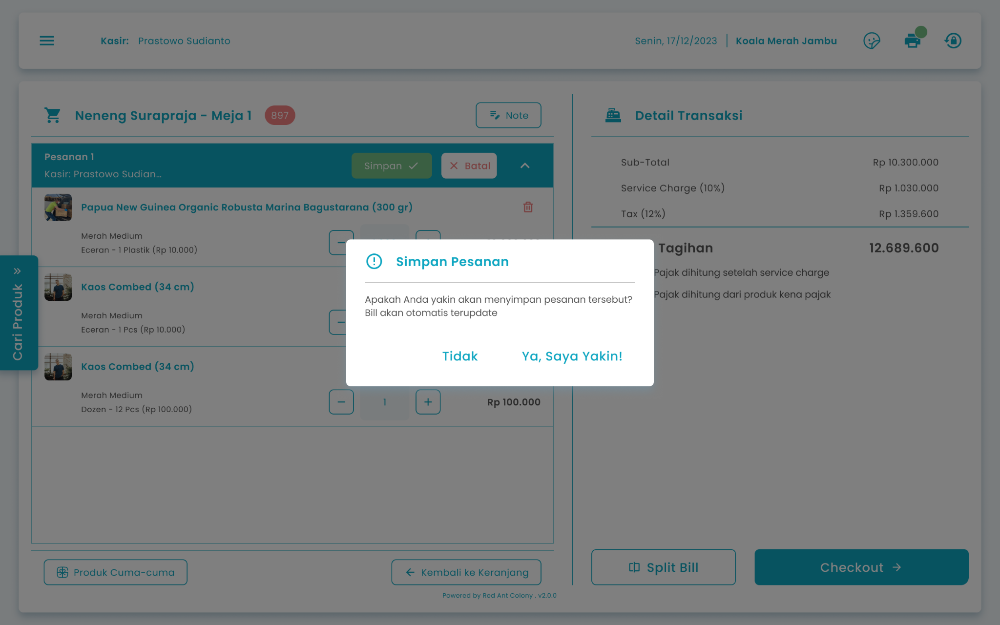 Kasir: Prastowo Sudianto
Senin, 17/12/2023
Koala Merah Jambu
Neneng Surapraja - Meja 1
897
Note
Pesanan 1
Kasir: Prastowo Sudian...
Simpan
Batal
Papua New Guinea Organic Robusta Marina Bagustarana (300 gr)
Merah Medium
Eceran - 1 Plastik (Rp 10.000)
Kaos Combed (34 cm)
Merah Medium
Eceran - 1 Pcs (Rp 10.000)
Kaos Combed (34 cm)
Merah Medium
Dozen - 12 Pcs (Rp 100.000)
1
Rp 100.000
Cari Produk
Produk Cuma-cuma
Kembali ke Keranjang
Detail Transaksi
Sub-Total Rp 10.300.000
Service Charge (10%) Rp 1.030.000
Tax (12%) Rp 1.359.600
Tagihan 12.689.600
Pajak dihitung setelah service charge
Pajak dihitung dari produk kena pajak
Split Bill
Checkout
Simpan Pesanan
Apakah Anda yakin akan menyimpan pesanan tersebut?
Bill akan otomatis terupdate
Tidak
Ya, Saya Yakin!
Powered by Red Ant Colony . v2.0.0